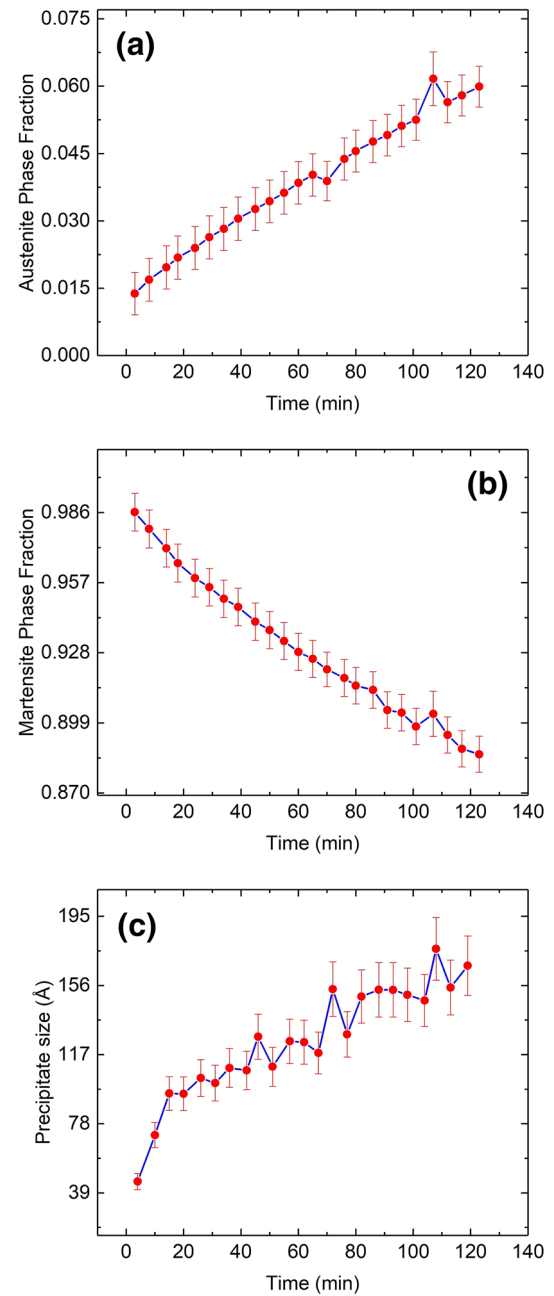 (a)
Austenite Phase Fraction
0.075
0.060
0.045
0.030
0.015
0.000
0 20 40 60 80 100 120 140
Time (min)
(b)
Martensite Phase Fraction
0.986
0.957
0.928
0.899
0.870
0 20 40 60 80 100 120 140
Time (min)
(c)
Precipitate size (Å)
195
156
117
78
39
0 20 40 60 80 100 120 140
Time (min)